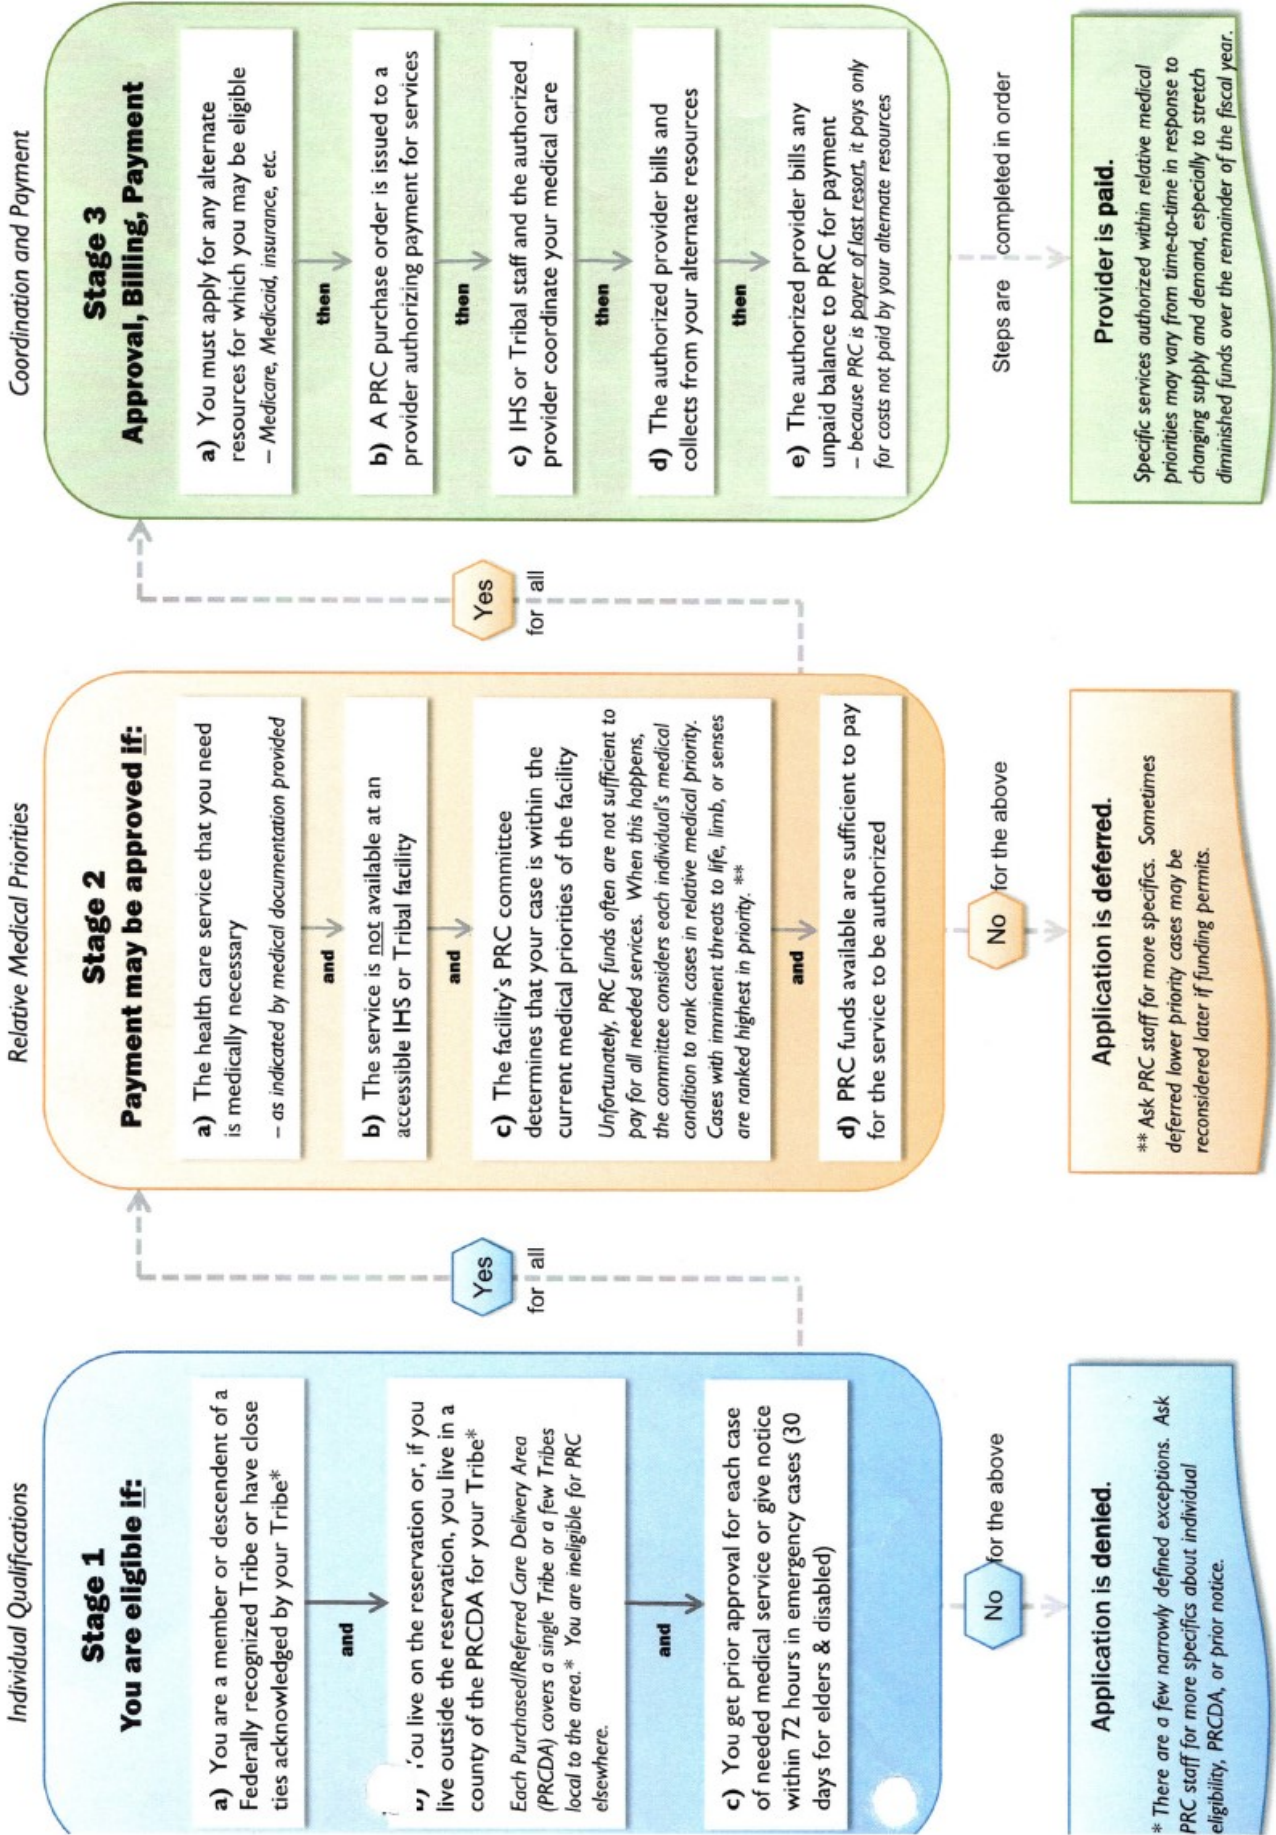 Individual Qualifications
Stage 1
You are eligible if:
a) You are a member or descendent of a
Federally recognized Tribe or have close
ties acknowledged by your Tribe*
and
You live on the reservation or, if you
live outside the reservation, you live in a
county of the PRCDA for your Tribe*
Each Purchased/Referred Care Delivery Area
(PRCDA) covers a single Tribe or a few Tribes
local to the area.* You are ineligible for PRC
elsewhere.
and
c) You get prior approval for each case
of needed medical service or give notice
within 72 hours in emergency cases (30
days for elders & disabled)
No for the above
Application is denied.
* There are a few narrowly defined exceptions. Ask
PRC staff for more specifics about individual
eligibility, PRCDA, or prior notice.
Yes
for all
Relative Medical Priorities
Stage 2
Payment may be approved if:
a) The health care service that you need
is medically necessary
– as indicated by medical documentation provided
and
b) The service is not available at an
accessible IHS or Tribal facility
and
c) The facility's PRC committee
determines that your case is within the
current medical priorities of the facility
Unfortunately, PRC funds often are not sufficient to
pay for all needed services. When this happens,
the committee considers each individual's medical
condition to rank cases in relative medical priority.
Cases with imminent threats to life, limb, or senses
are ranked highest in priority. **
and
d) PRC funds available are sufficient to pay
for the service to be authorized
No for the above
Application is deferred.
** Ask PRC staff for more specifics. Sometimes
deferred lower priority cases may be
reconsidered later if funding permits.
Yes
for all
Coordination and Payment
Stage 3
Approval, Billing, Payment
a) You must apply for any alternate
resources for which you may be eligible
– Medicare, Medicaid, insurance, etc.
then
b) A PRC purchase order is issued to a
provider authorizing payment for services
then
c) IHS or Tribal staff and the authorized
provider coordinate your medical care
then
d) The authorized provider bills and
collects from your alternate resources
then
e) The authorized provider bills any
unpaid balance to PRC for payment
– because PRC is payer of last resort, it pays only
for costs not paid by your alternate resources
Steps are completed in order
Provider is paid.
Specific services authorized within relative medical
priorities may vary from time-to-time in response to
changing supply and demand, especially to stretch
diminished funds over the remainder of the fiscal year.